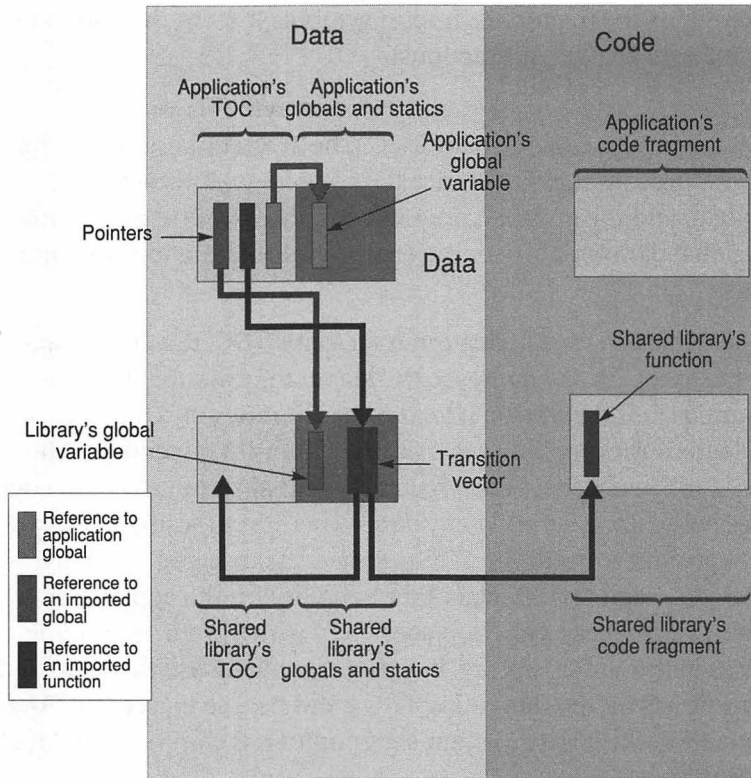 Data
Code
Application's
TOC
Application's
globals and statics
Application's
global
variable
Application's
code fragment
Pointers
Data
Shared library's
function
Library's global
variable
Transition
vector
Reference to
application
global
Reference to
an imported
global
Reference to
an imported
function
Shared
library's
TOC
Shared
library's
globals and statics
Shared library's
code fragment